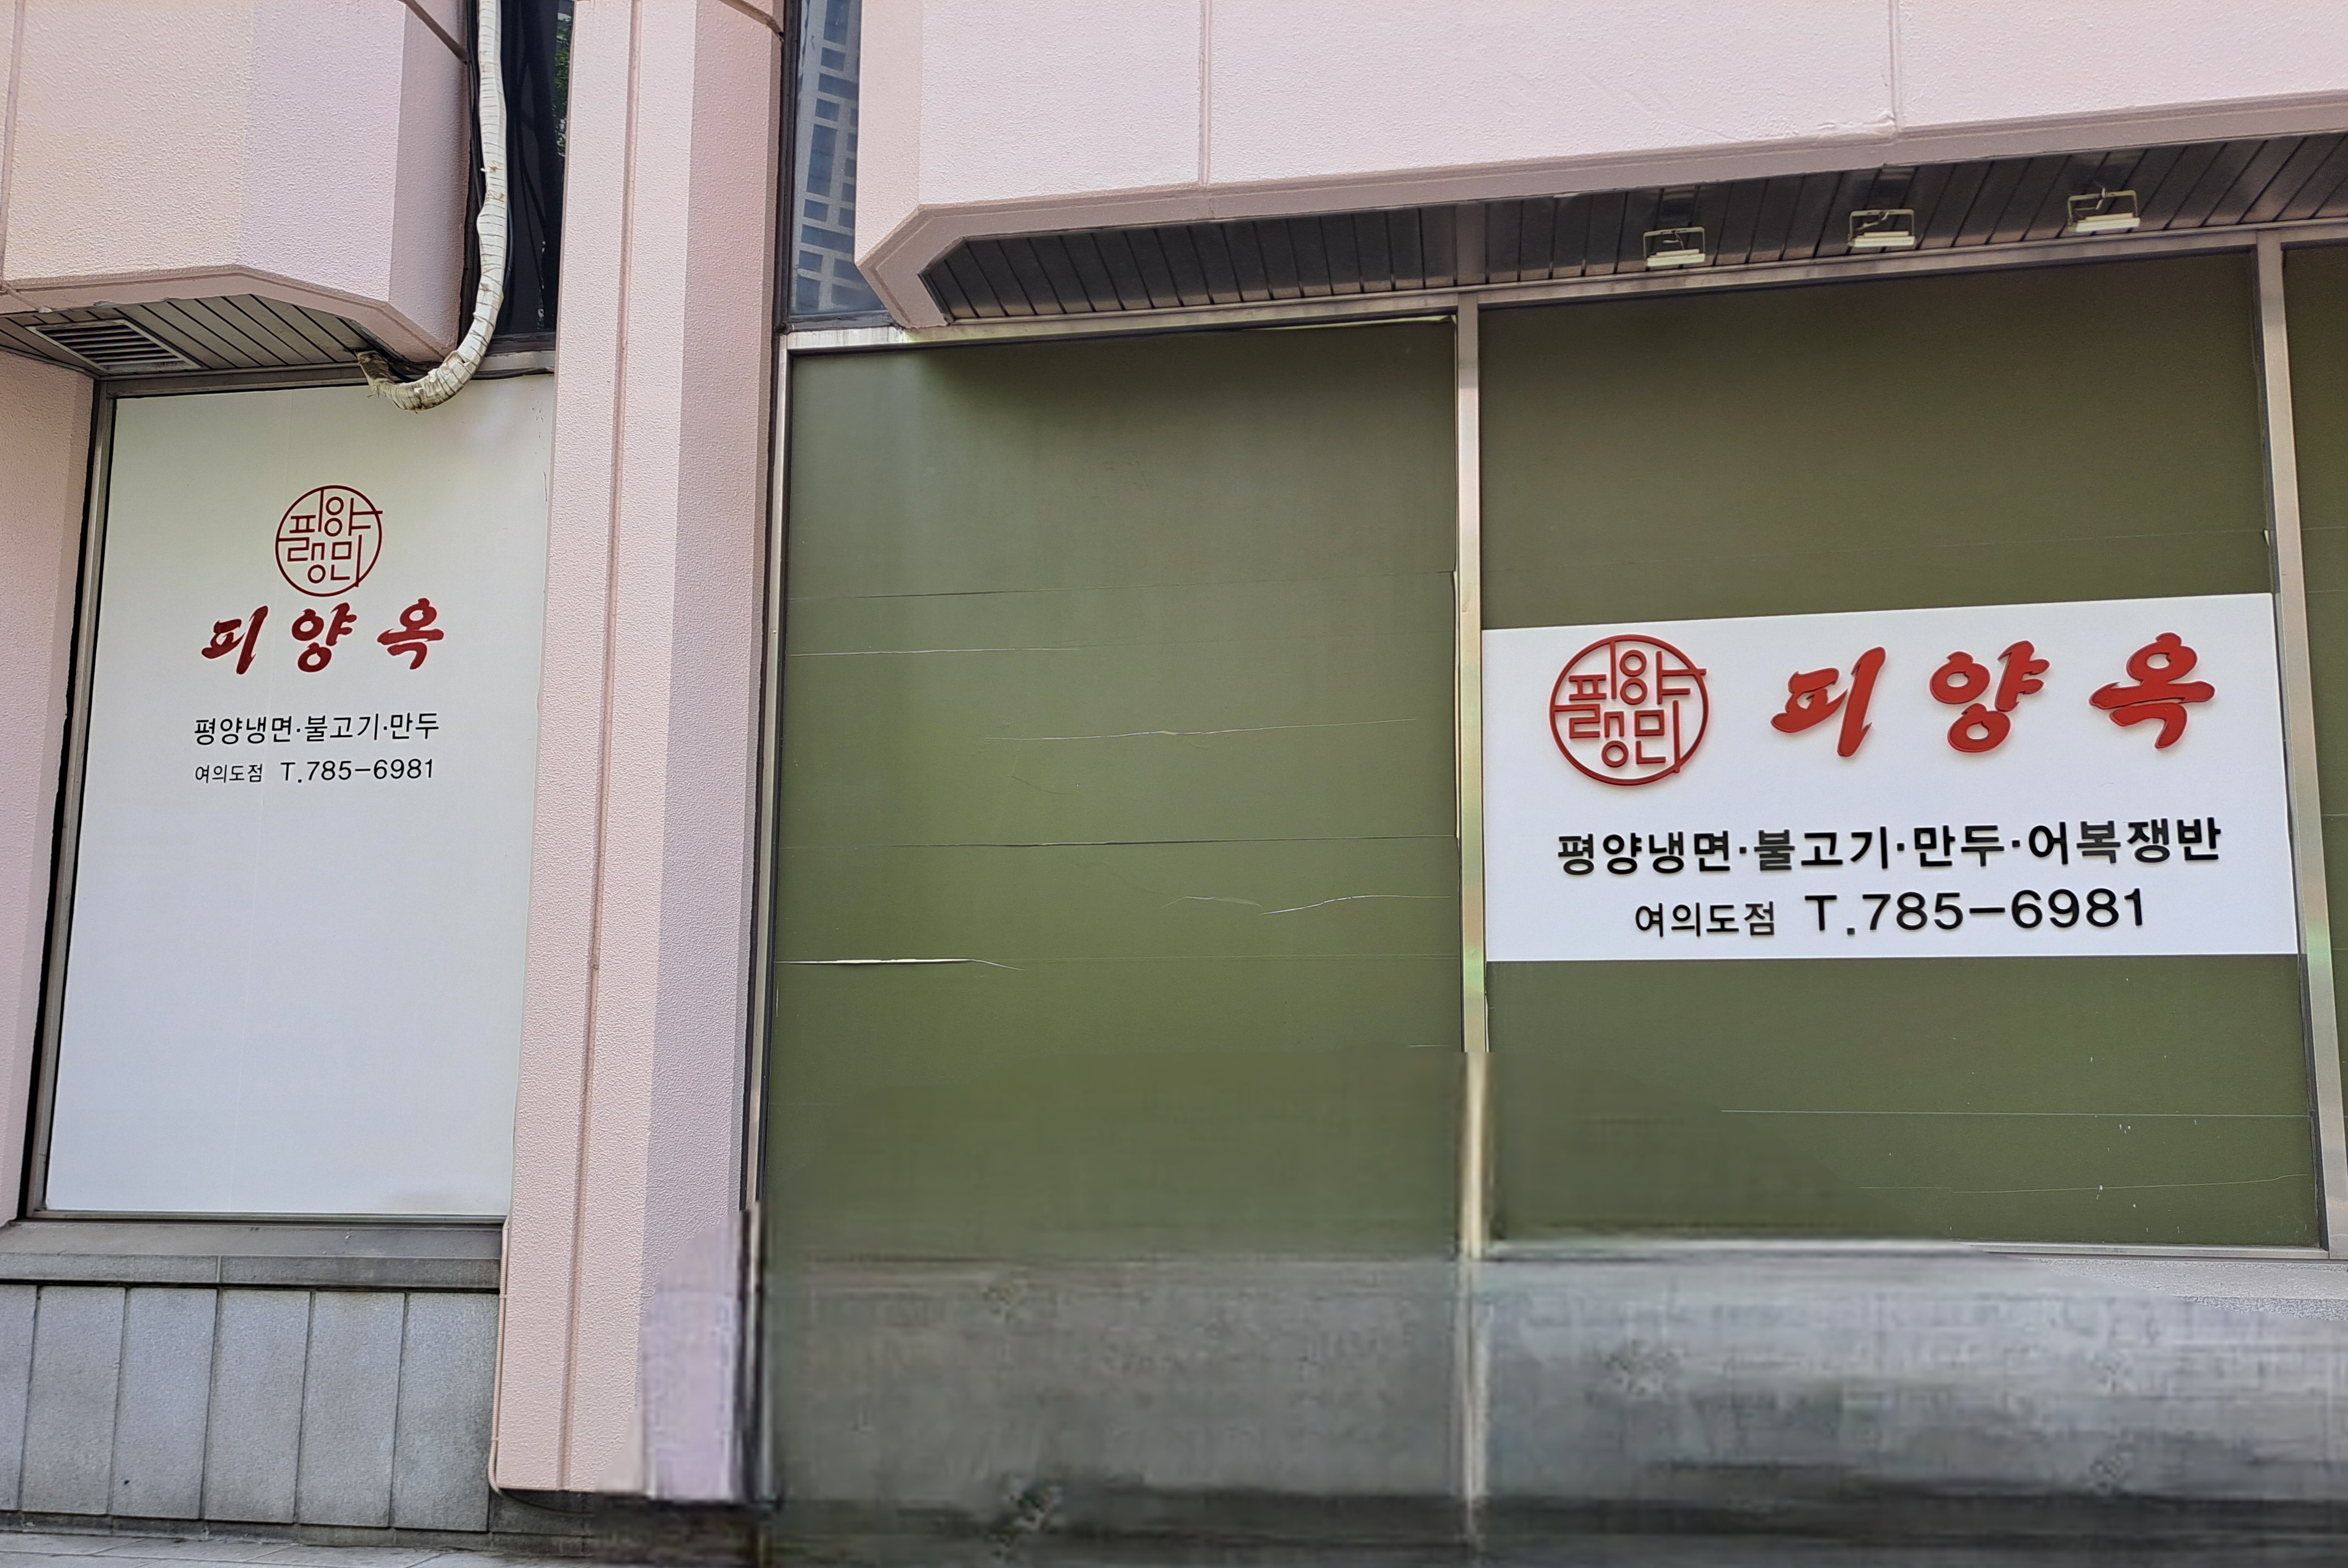 피양랭면
피양옥
평양냉면·불고기·만두
여의도점 T.785-6981
피양랭면
피양옥
평양냉면·불고기·만두·어복쟁반
여의도점 T.785-6981